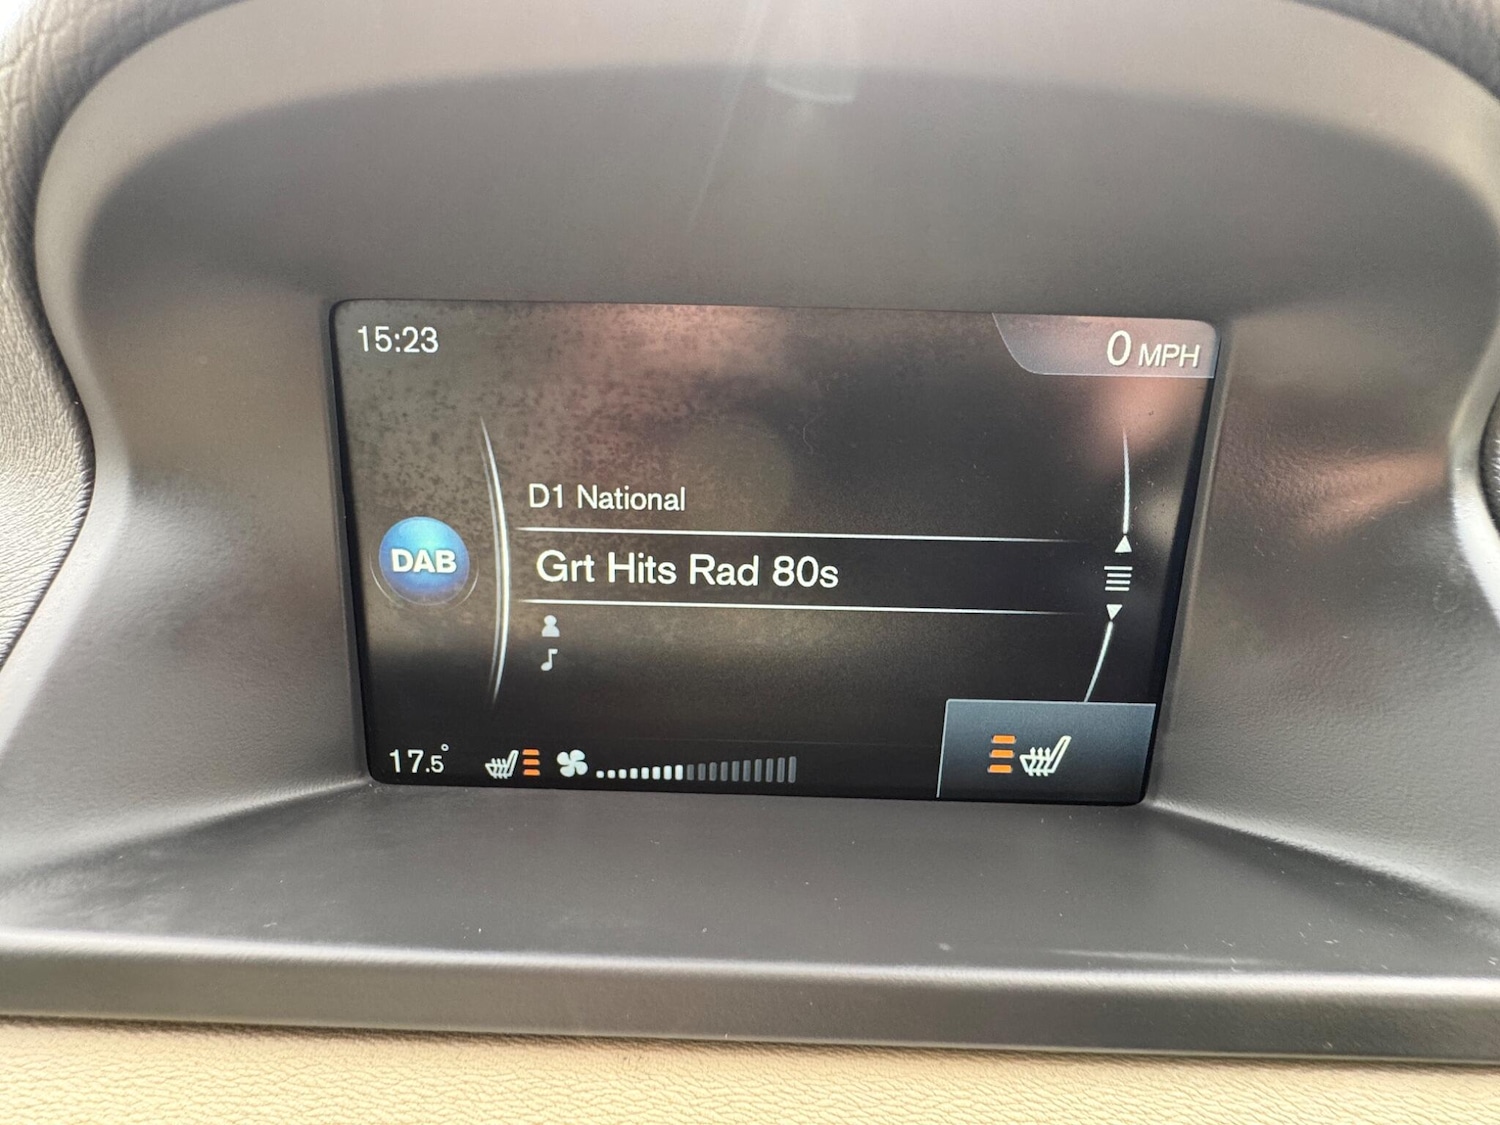 15:23
0 MPH
D1 National
DAB
Grt Hits Rad 80s
17.5°